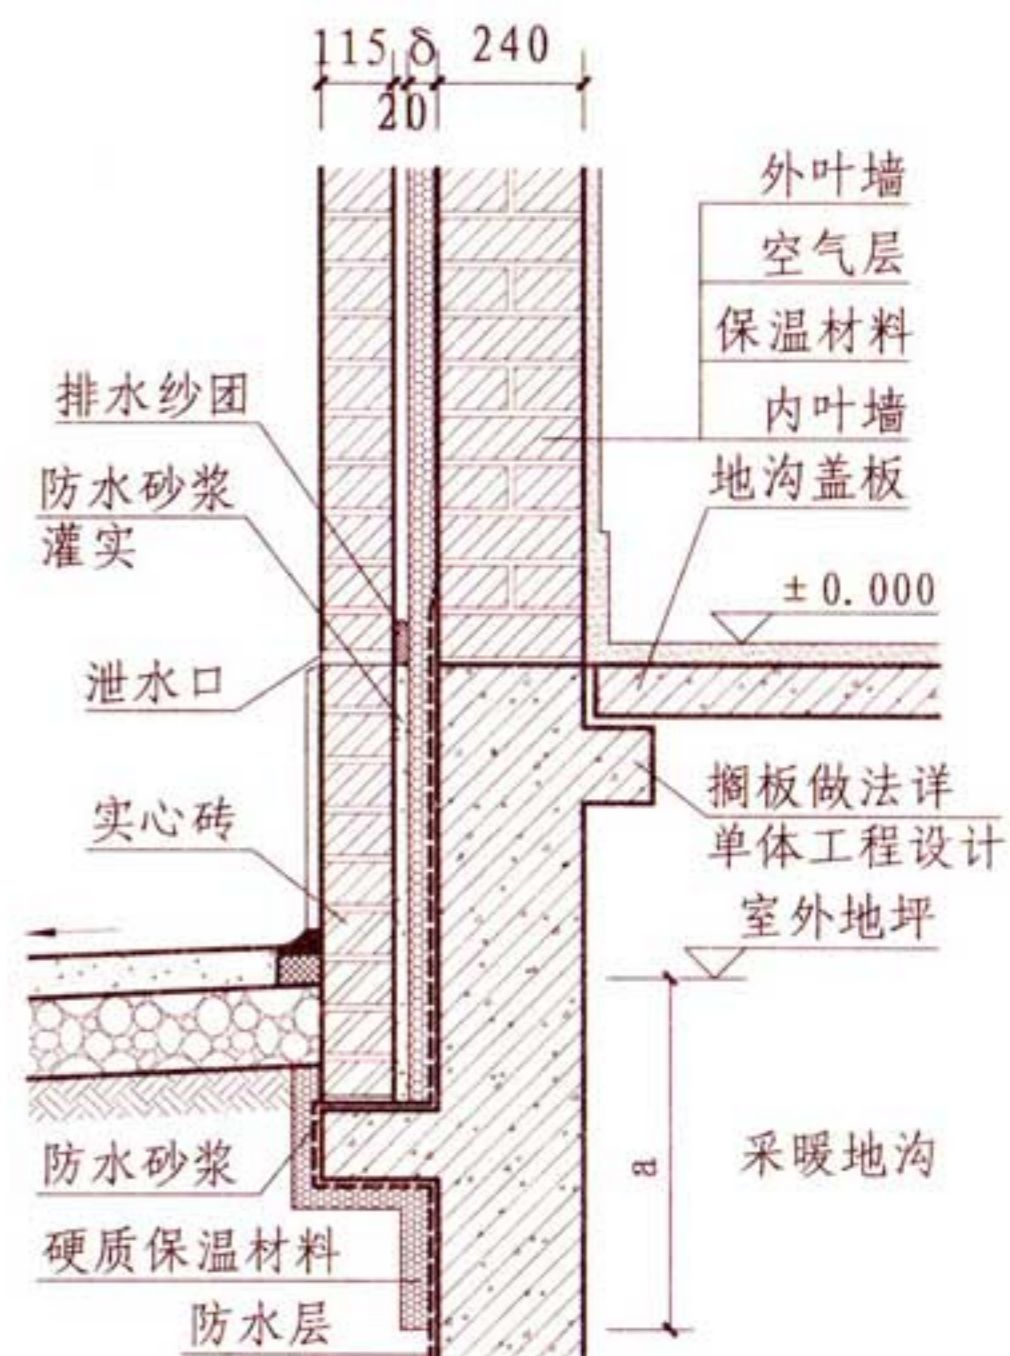 115 δ 240
20
外叶墙
空气层
保温材料
内叶墙
地沟盖板
排水纱团
防水砂浆
灌实
±0.000
泄水口
搁板做法详
单体工程设计
实心砖
室外地坪
采暖地沟
a
防水砂浆
硬质保温材料
防水层